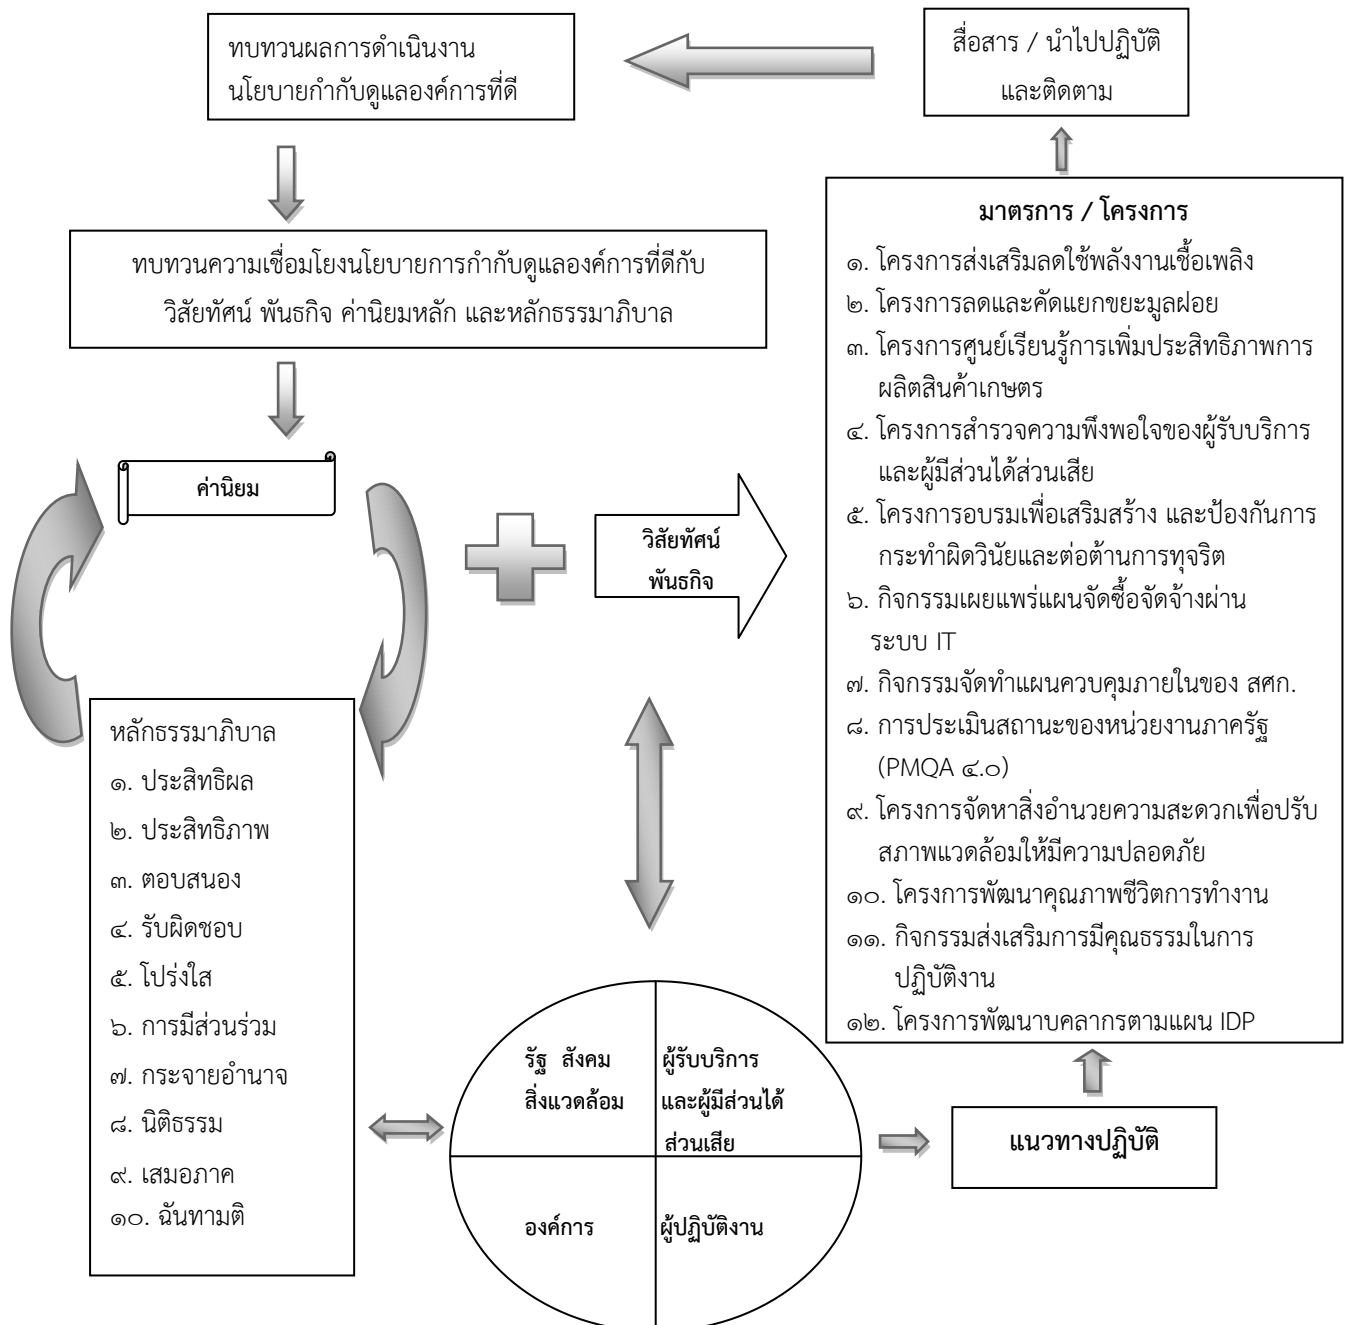 ทบทวนผลการดำเนินงาน
นโยบายกำกับดูแลองค์การที่ดี
สื่อสาร / นำไปปฏิบัติ
และติดตาม
ทบทวนความเชื่อมโยงนโยบายการกำกับดูแลองค์การที่ดีกับ
วิสัยทัศน์ พันธกิจ ค่านิยมหลัก และหลักธรรมาภิบาล
ค่านิยม
วิสัยทัศน์
พันธกิจ
มาตรการ / โครงการ
๑. โครงการส่งเสริมลดใช้พลังงานเชื้อเพลิง
๒. โครงการลดและคัดแยกขยะมูลฝอย
๓. โครงการศูนย์เรียนรู้การเพิ่มประสิทธิภาพการ
ผลิตสินค้าเกษตร
๔. โครงการสำรวจความพึงพอใจของผู้รับบริการ
และผู้มีส่วนได้ส่วนเสีย
๕. โครงการอบรมเพื่อเสริมสร้าง และป้องกันการ
กระทำผิดวินัยและต่อต้านการทุจริต
๖. กิจกรรมเผยแพร่แผนจัดซื้อจัดจ้างผ่าน
ระบบ IT
๗. กิจกรรมจัดทำแผนควบคุมภายในของ สศก.
๘. การประเมินสถานะของหน่วยงานภาครัฐ
(PMQA ๔.๐)
๙. โครงการจัดหาสิ่งอำนวยความสะดวกเพื่อปรับ
สภาพแวดล้อมให้มีความปลอดภัย
๑๐. โครงการพัฒนาคุณภาพชีวิตการทำงาน
๑๑. กิจกรรมส่งเสริมการมีคุณธรรมในการ
ปฏิบัติงาน
๑๒. โครงการพัฒนาบคลากรตามแผน IDP
หลักธรรมาภิบาล
๑. ประสิทธิผล
๒. ประสิทธิภาพ
๓. ตอบสนอง
๔. รับผิดชอบ
๕. โปร่งใส
๖. การมีส่วนร่วม
๗. กระจายอำนาจ
๘. นิติธรรม
๙. เสมอภาค
๑๐. ฉันทามติ
รัฐ สังคม
สิ่งแวดล้อม
ผู้รับบริการ
และผู้มีส่วนได้
ส่วนเสีย
องค์การ
ผู้ปฏิบัติงาน
แนวทางปฏิบัติ